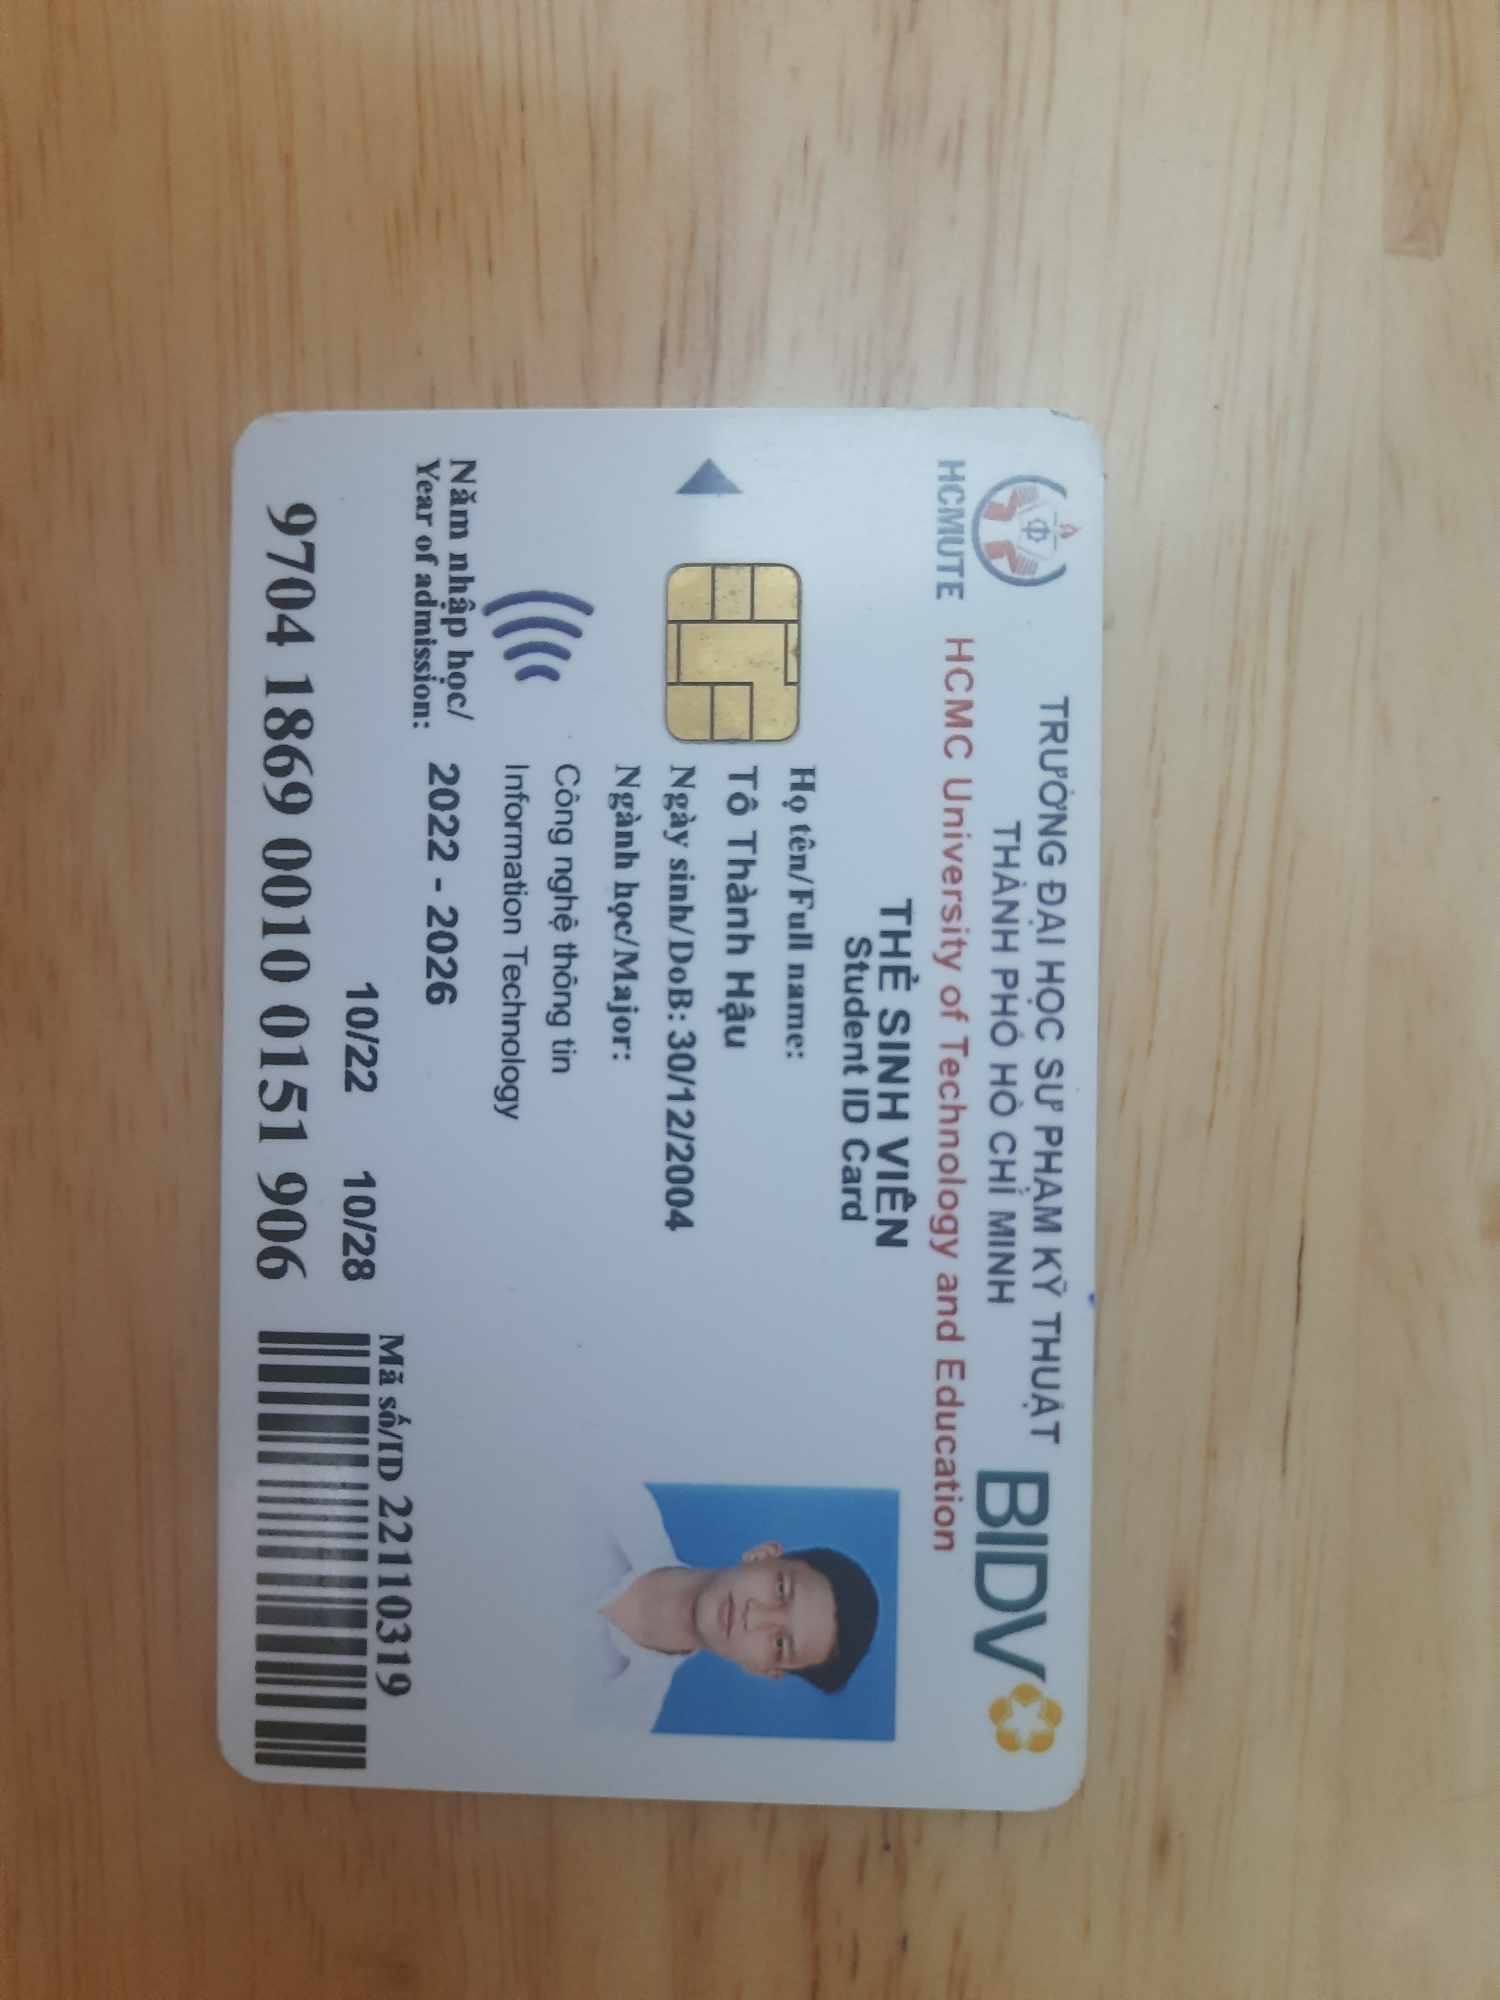 TRƯỜNG ĐẠI HỌC SƯ PHẠM KỸ THUẬT
THÀNH PHỐ HỒ CHÍ MINH
BIDV
HCMUTE
HCMC University of Technology and Education
THẺ SINH VIÊN
Student ID Card
Họ tên/Full name:
Tô Thành Hậu
Ngày sinh/DoB: 30/12/2004
Ngành học/Major:
Công nghệ thông tin
Information Technology
Năm nhập học/
Year of admission: 2022 - 2026
Mã số/ID 22110319
10/22 10/28
9704 1869 0010 0151 906